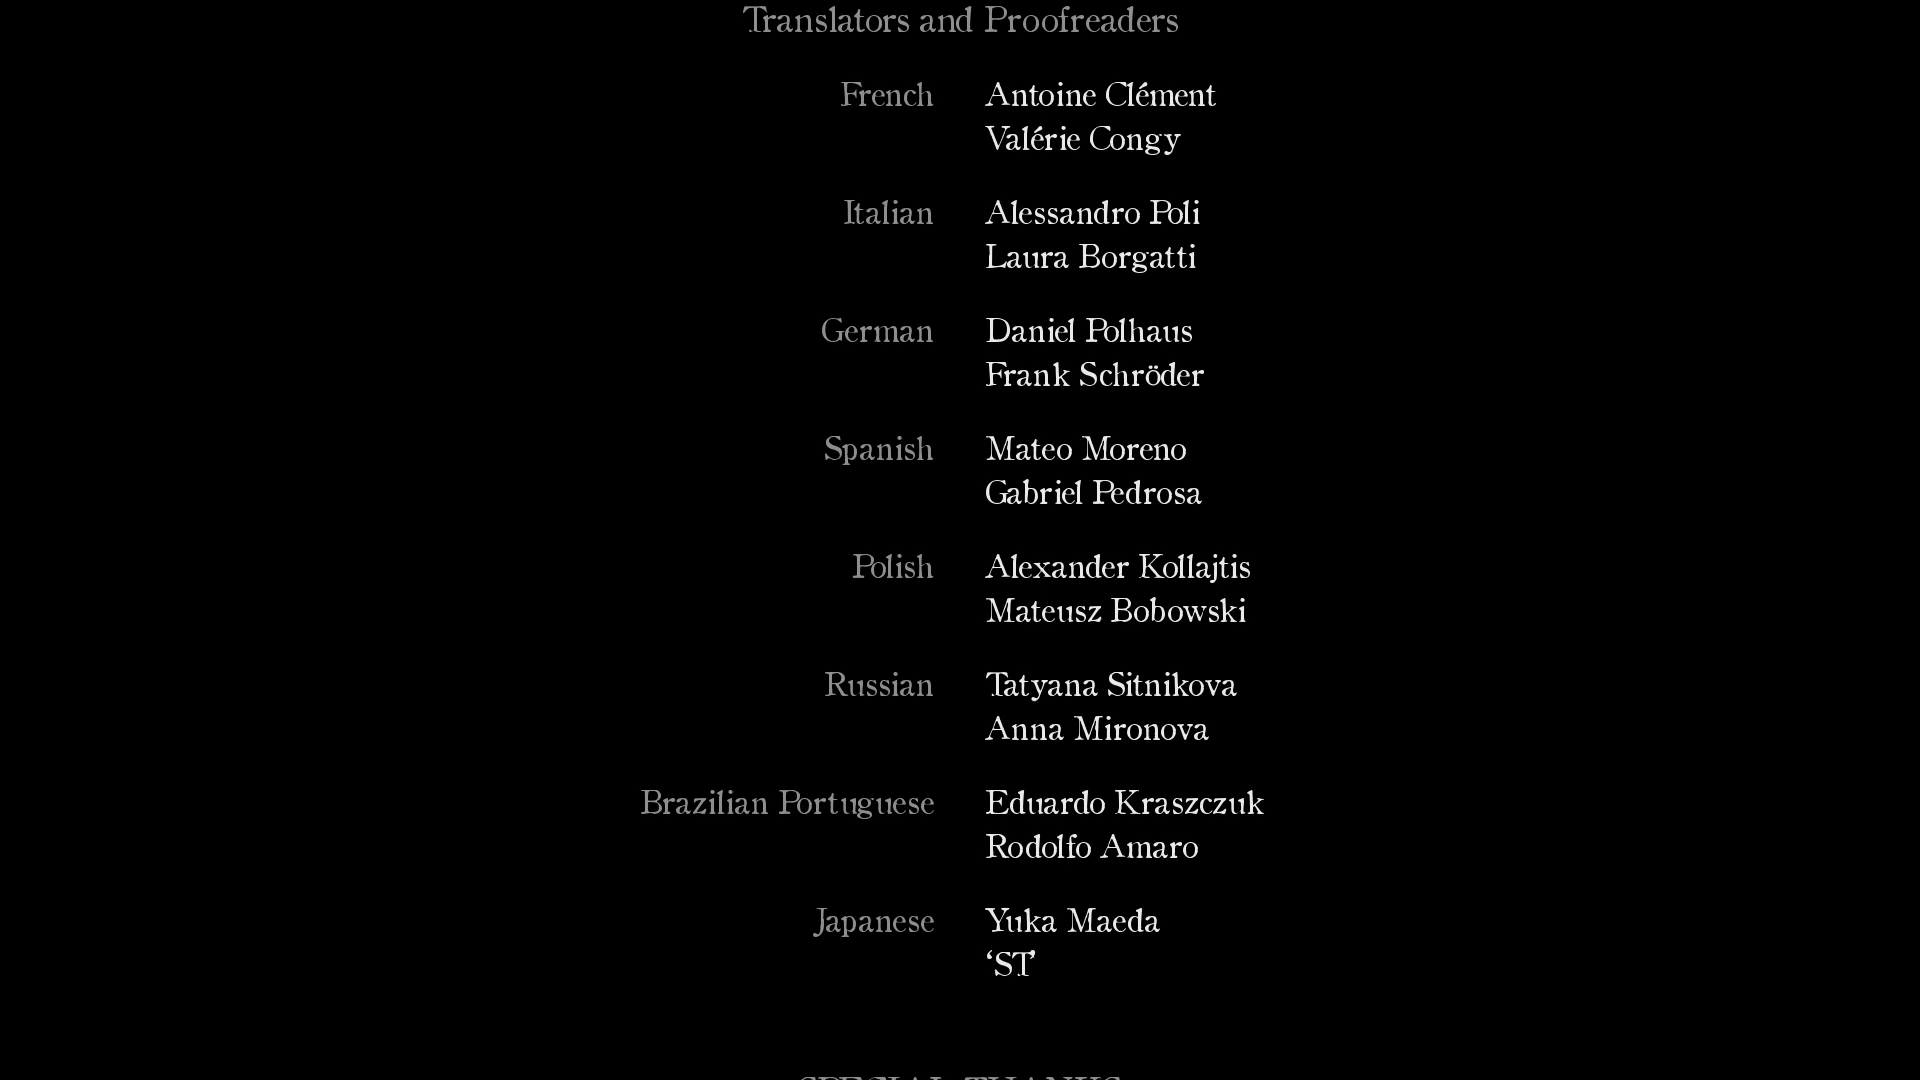 Translators and Proofreaders
French Antoine Clément
Valérie Congy
Italian Alessandro Poli
Laura Borgatti
German Daniel Polhaus
Frank Schröder
Spanish Mateo Moreno
Gabriel Pedrosa
Polish Alexander Kollajtis
Mateusz Bobowski
Russian Tatyana Sitnikova
Anna Mironova
Brazilian Portuguese Eduardo Kraszczuk
Rodolfo Amaro
Japanese Yuka Maeda
‘ST’
SPECIAL THANKS